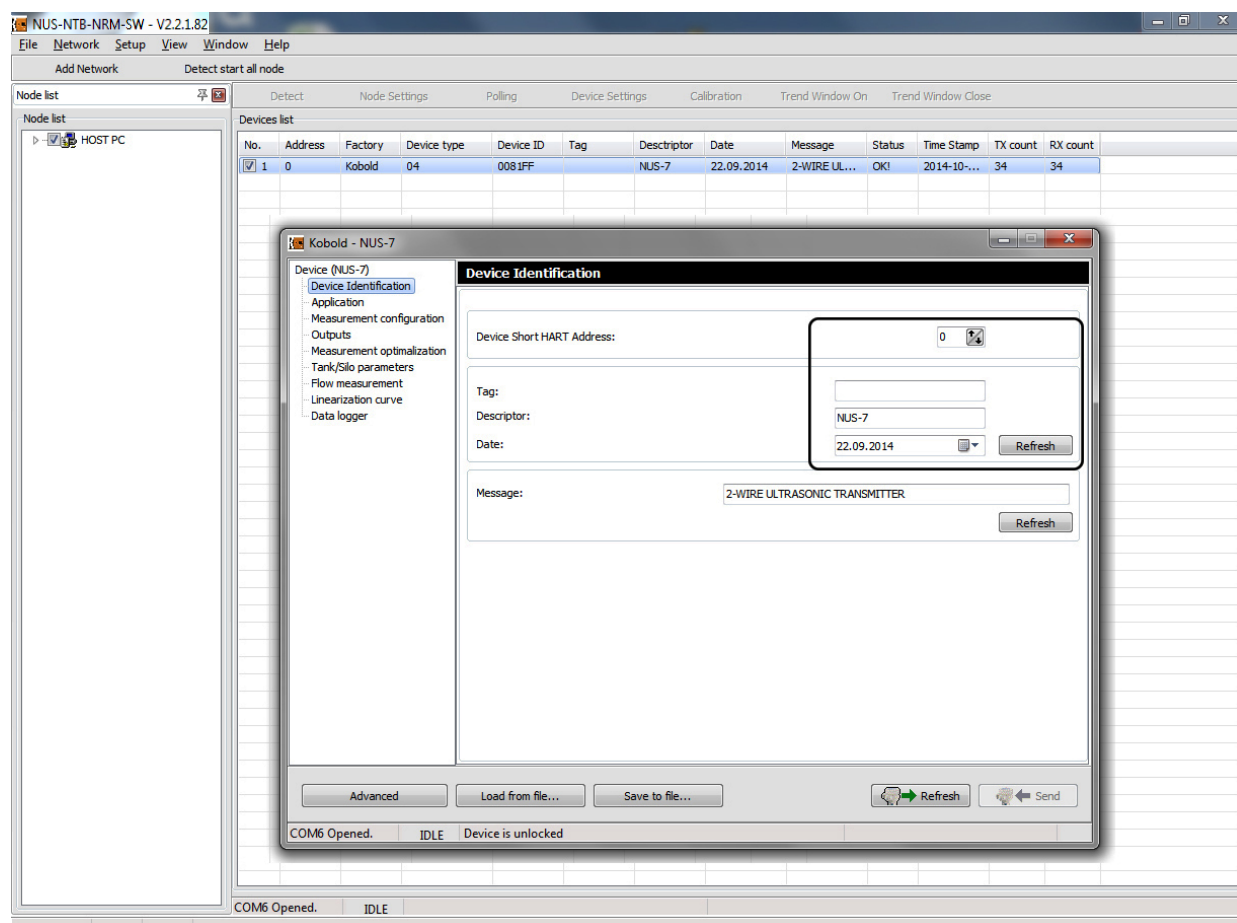 NUS-NTB-NRM-SW - V2.2.1.82
File Network Setup View Window Help
Add Network Detect start all node
Node list
Detect Node Settings Polling Device Settings Calibration Trend Window On Trend Window Close
Node list
Devices list
HOST PC
No. Address Factory Device type Device ID Tag Desctriptor Date Message Status Time Stamp TX count RX count
1 0 Kobold 04 0081FF NUS-7 22.09.2014 2-WIRE UL... OK! 2014-10-... 34 34
Kobold - NUS-7
Device (NUS-7)
Device Identification
Application
Measurement configuration
Outputs
Measurement optimalization
Tank/Silo parameters
Flow measurement
Linearization curve
Data logger
Device Identification
Device Short HART Address: 0
Tag:
Descriptor: NUS-7
Date: 22.09.2014 Refresh
Message: 2-WIRE ULTRASONIC TRANSMITTER
Refresh
Advanced Load from file... Save to file... Refresh Send
COM6 Opened. IDLE Device is unlocked
COM6 Opened. IDLE